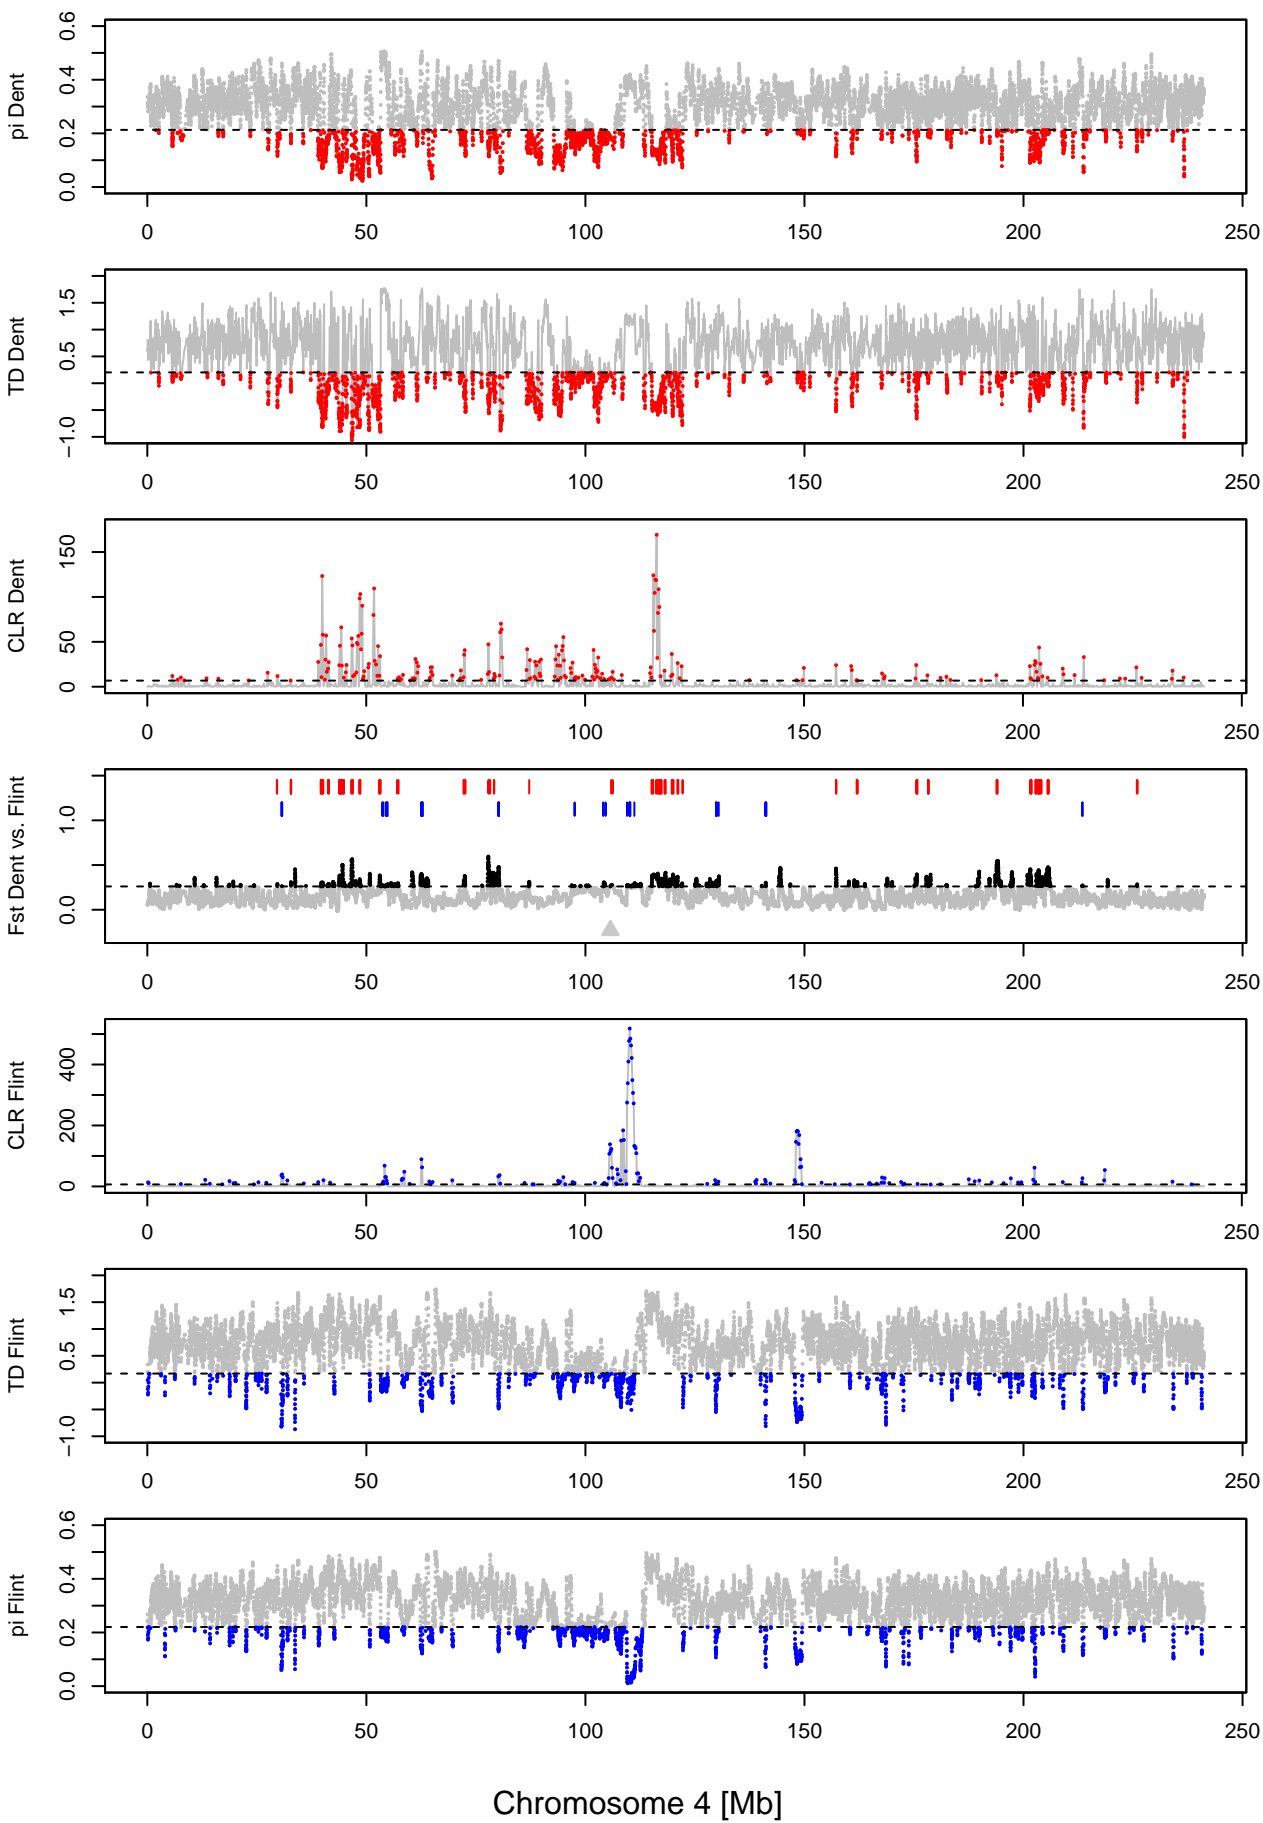 pi Dent
0.0 0.2 0.4 0.6
0 50 100 150 200 250
TD Dent
−1.0 0.5 1.5
0 50 100 150 200 250
CLR Dent
0 50 150
0 50 100 150 200 250
Fst Dent vs. Flint
0.0 1.0
0 50 100 150 200 250
CLR Flint
0 200 400
0 50 100 150 200 250
TD Flint
−1.0 0.5 1.5
0 50 100 150 200 250
pi Flint
0.0 0.2 0.4 0.6
0 50 100 150 200 250
Chromosome 4 [Mb]